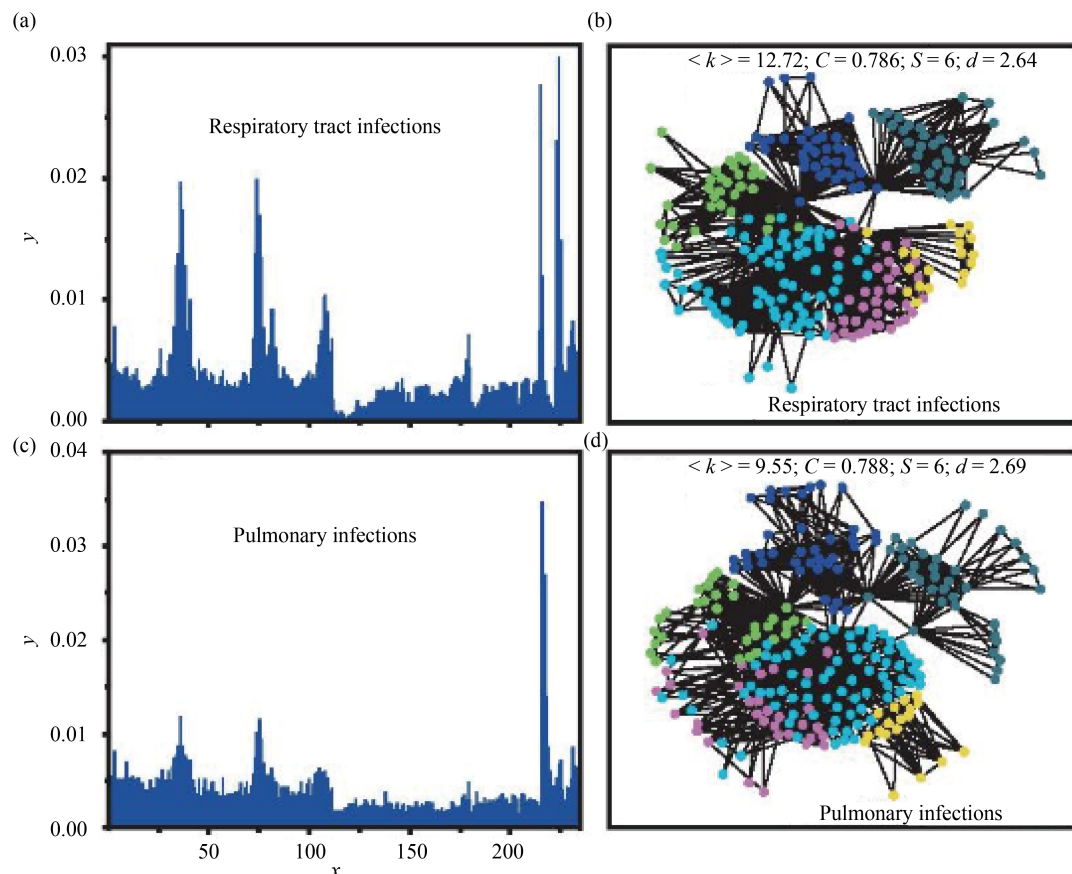 (a)
0.03
0.02
0.01
0.00
y
Respiratory tract infections
(b)
< k > = 12.72; C = 0.786; S = 6; d = 2.64
Respiratory tract infections
(c)
0.04
0.03
0.02
0.01
0.00
y
Pulmonary infections
50
100
150
200
x
(d)
< k > = 9.55; C = 0.788; S = 6; d = 2.69
Pulmonary infections